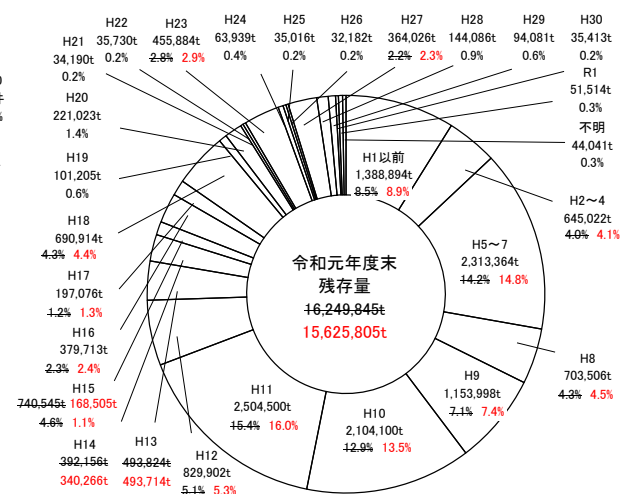 H1以前
1,388,894t
8.5% 8.9%
H2～4
645,022t
4.0% 4.1%
H5～7
2,313,364t
14.2% 14.8%
H8
703,506t
4.3% 4.5%
H9
1,153,998t
7.1% 7.4%
H10
2,104,100t
12.9% 13.5%
H11
2,504,500t
15.4% 16.0%
H12
829,902t
5.1% 5.3%
H13
493,824t
493,714t
H14
392,156t
340,266t
H15
740,545t 168,505t
4.6% 1.1%
H16
379,713t
2.3% 2.4%
H17
197,076t
1.2% 1.3%
H18
690,914t
4.3% 4.4%
H19
101,205t
0.6%
H20
221,023t
1.4%
H21
34,190t
0.2%
H22
35,730t
0.2%
H23
455,884t
2.8% 2.9%
H24
63,939t
0.4%
H25
35,016t
0.2%
H26
32,182t
0.2%
H27
364,026t
2.2% 2.3%
H28
144,086t
0.9%
H29
94,081t
0.6%
H30
35,413t
0.2%
R1
51,514t
0.3%
不明
44,041t
0.3%
令和元年度末
残存量
16,249,845t
15,625,805t